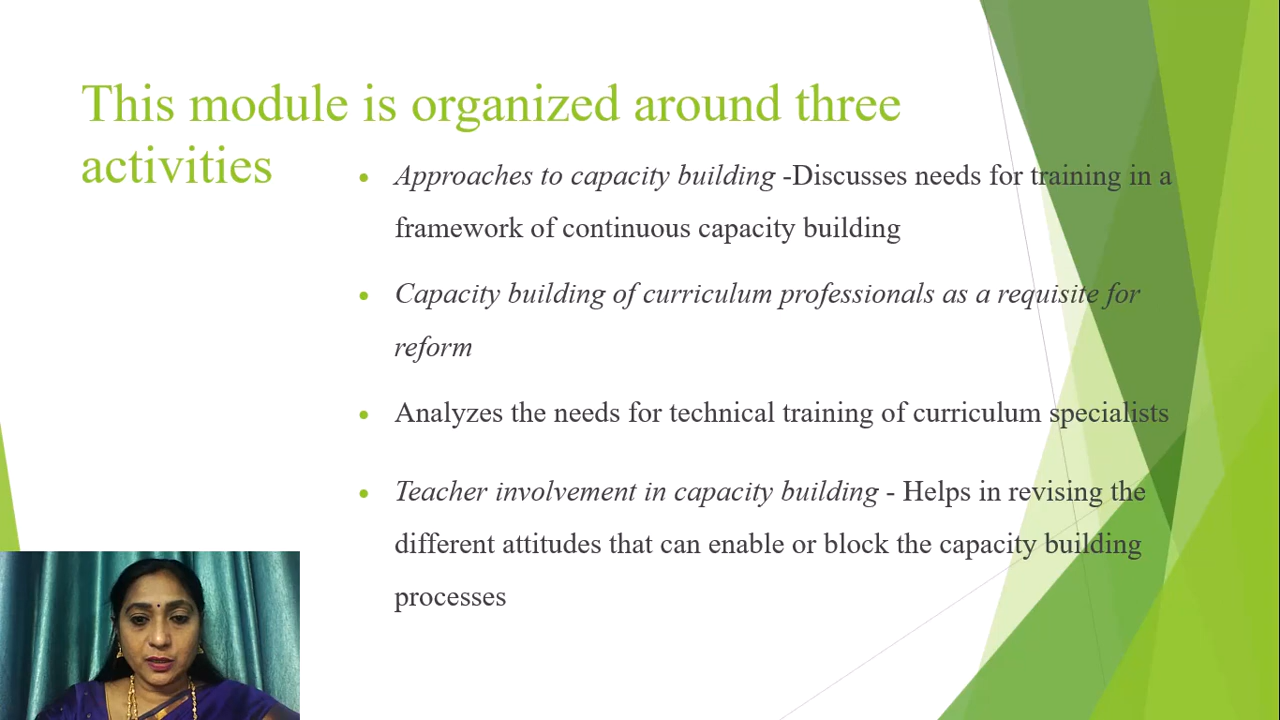 This module is organized around three
activities
Approaches to capacity building -Discusses needs for training in a
framework of continuous capacity building
Capacity building of curriculum professionals as a requisite for
reform
Analyzes the needs for technical training of curriculum specialists
Teacher involvement in capacity building - Helps in revising the
different attitudes that can enable or block the capacity building
processes